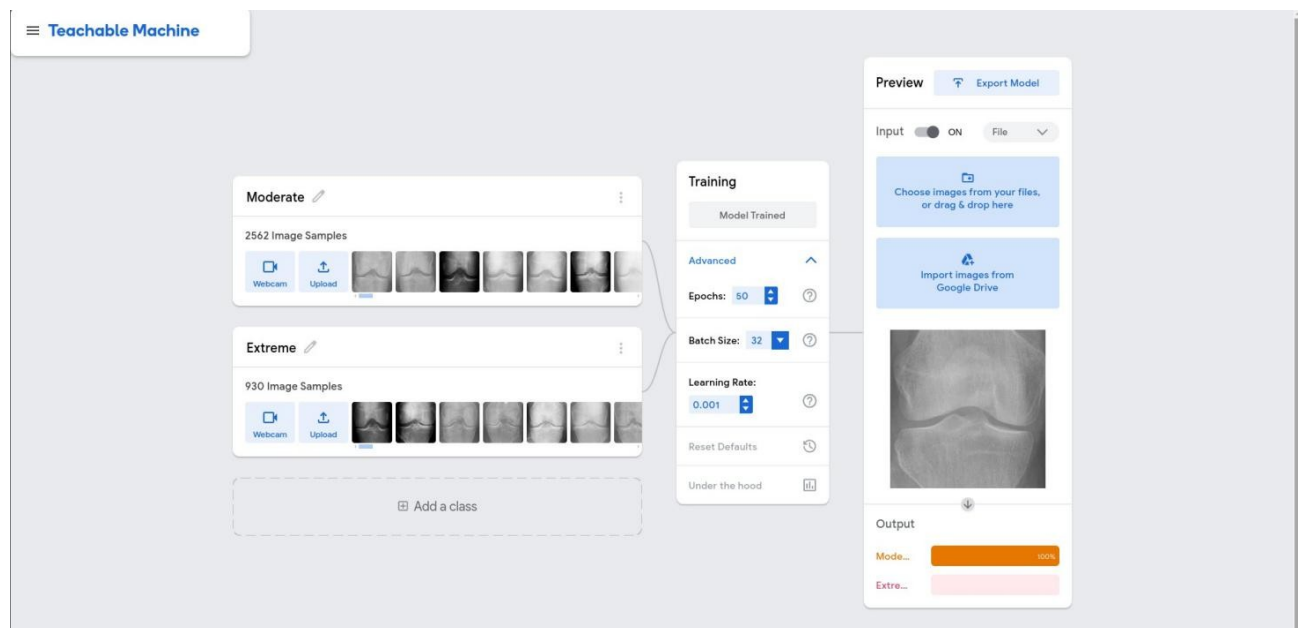 Teachable Machine
Moderate
2562 Image Samples
Webcam
Upload
Extreme
930 Image Samples
Webcam
Upload
Add a class
Training
Model Trained
Advanced
Epochs: 50
Batch Size: 32
Learning Rate:
0.001
Reset Defaults
Under the hood
Preview
Export Model
Input ON File
Choose images from your files,
or drag & drop here
Import images from
Google Drive
Output
Mode... 100%
Extre...